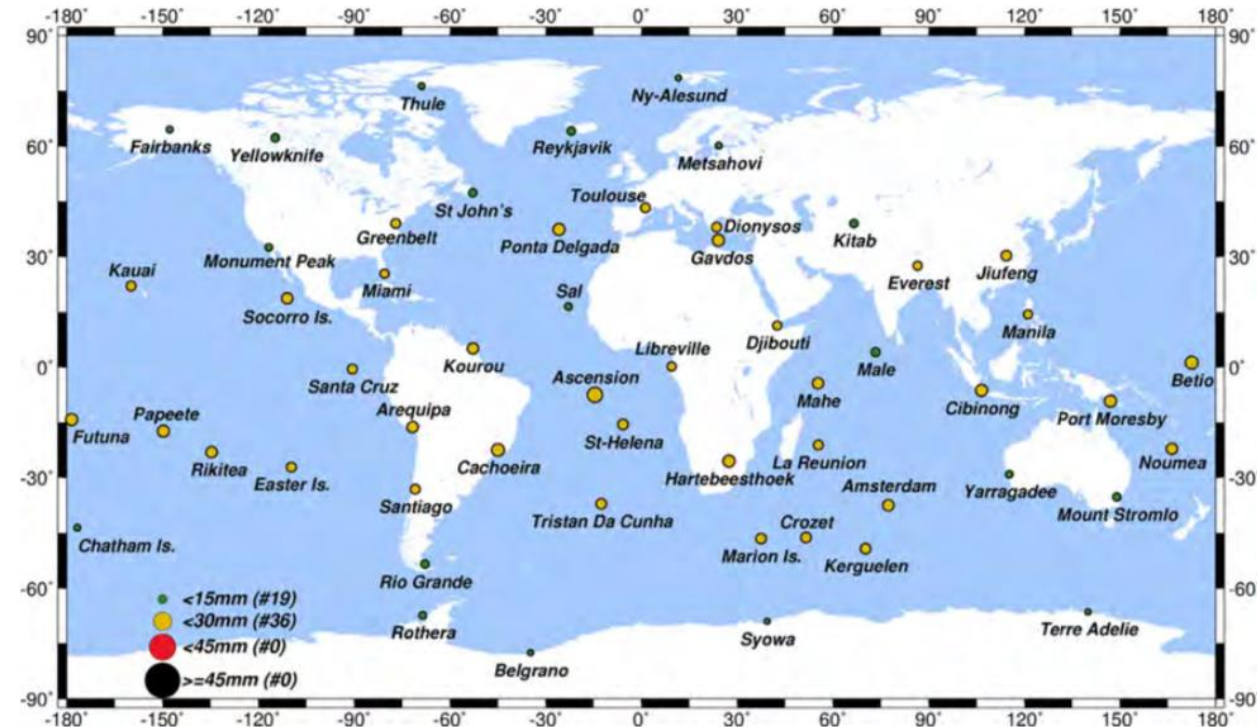 -180° -150° -120° -90° -60° -30° 0° 30° 60° 90° 120° 150° 180°
90° 90°
Ny-Alesund
Thule
Fairbanks
Yellowknife
Reykjavik
Metsahovi
60° 60°
Toulouse
St John's
Greenbelt
Ponta Delgada
Dionysos
Gavdos
Kitab
Monument Peak
30° 30°
Kauai
Miami
Socorro Is.
Sal
Everest
Jiufeng
Manila
Djibouti
Libreville
Kourou
Male
0° 0°
Santa Cruz
Ascension
Mahe
Betio
Cibinong
Port Moresby
Arequipa
Papeete
Futuna
St-Helena
Rikitea
Cachoeira
La Reunion
Noumea
Easter Is.
Hartebeesthoek
-30° -30°
Amsterdam
Yarragadee
Santiago
Mount Stromlo
Tristan Da Cunha
Crozet
Chatham Is.
Marion Is.
Kerguelen
Rio Grande
-60° -60°
<15mm (#19)
<30mm (#36)
Rothera
Syowa
Terre Adelie
<45mm (#0)
Belgrano
>=45mm (#0)
-90° -90°
-180° -150° -120° -90° -60° -30° 0° 30° 60° 90° 120° 150° 180°